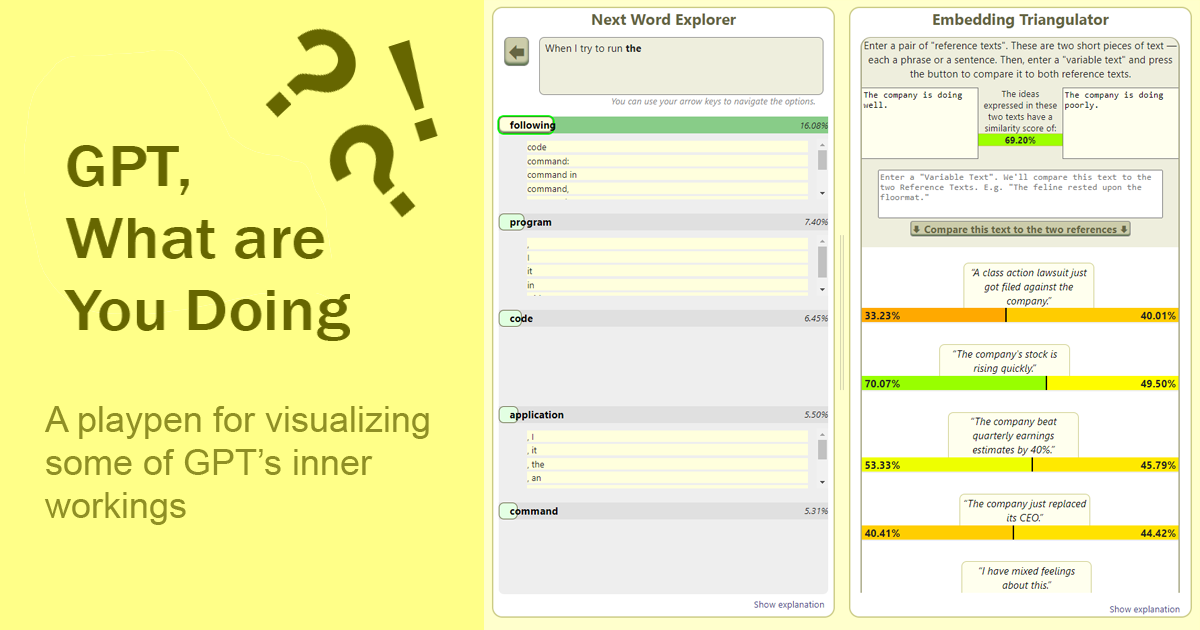 ?
?
!
GPT,
What are
You Doing
A playpen for visualizing
some of GPT's inner
workings
Next Word Explorer
When I try to run the
You can use your arrow keys to navigate the options.
following 16.08%
code
command:
command in
command,
program 7.40%
,
I
it
in
code 6.45%
application 5.50%
, I
, it
, the
, an
command 5.31%
Show explanation
Embedding Triangulator
Enter a pair of "reference texts". These are two short pieces of text —
each a phrase or a sentence. Then, enter a "variable text" and press
the button to compare it to both reference texts.
The company is doing
well.
The ideas
expressed in these
two texts have a
similarity score of:
69.20%
The company is doing
poorly.
Enter a "Variable Text". We'll compare this text to the
two Reference Texts. E.g. "The feline rested upon the
floormat."
⬇ Compare this text to the two references ⬇
"A class action lawsuit just
got filed against the
company."
33.23% 40.01%
"The company's stock is
rising quickly."
70.07% 49.50%
"The company beat
quarterly earnings
estimates by 40%."
53.33% 45.79%
"The company just replaced
its CEO."
40.41% 44.42%
"I have mixed feelings
about this."
Show explanation